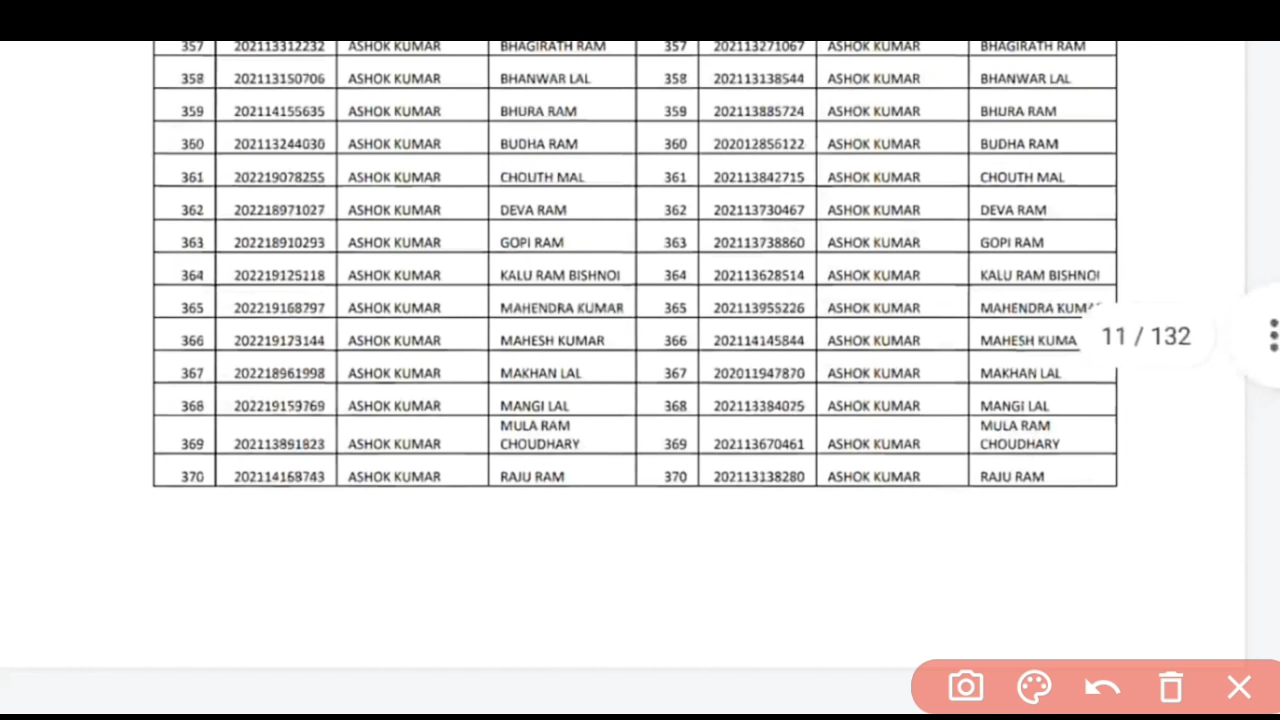 357 202113312232 ASHOK KUMAR BHAGIRATH RAM 357 202113271067 ASHOK KUMAR BHAGIRATH RAM
358 202113150706 ASHOK KUMAR BHANWAR LAL 358 202113138544 ASHOK KUMAR BHANWAR LAL
359 202114155635 ASHOK KUMAR BHURA RAM 359 202113885724 ASHOK KUMAR BHURA RAM
360 202113244030 ASHOK KUMAR BUDHA RAM 360 202012856122 ASHOK KUMAR BUDHA RAM
361 202219078255 ASHOK KUMAR CHOUTH MAL 361 202113842715 ASHOK KUMAR CHOUTH MAL
362 202218971027 ASHOK KUMAR DEVA RAM 362 202113730467 ASHOK KUMAR DEVA RAM
363 202218910293 ASHOK KUMAR GOPI RAM 363 202113738860 ASHOK KUMAR GOPI RAM
364 202219125118 ASHOK KUMAR KALU RAM BISHNOI 364 202113628514 ASHOK KUMAR KALU RAM BISHNOI
365 202219168797 ASHOK KUMAR MAHENDRA KUMAR 365 202113955226 ASHOK KUMAR MAHENDRA KUMA
366 202219173144 ASHOK KUMAR MAHESH KUMAR 366 202114145844 ASHOK KUMAR MAHESH KUMA 11 / 132
367 202218961998 ASHOK KUMAR MAKHAN LAL 367 202011947870 ASHOK KUMAR MAKHAN LAL
368 202219159769 ASHOK KUMAR MANGI LAL 368 202113384025 ASHOK KUMAR MANGI LAL
MULA RAM MULA RAM
369 202113891823 ASHOK KUMAR CHOUDHARY 369 202113670461 ASHOK KUMAR CHOUDHARY
370 202114168743 ASHOK KUMAR RAJU RAM 370 202113138280 ASHOK KUMAR RAJU RAM